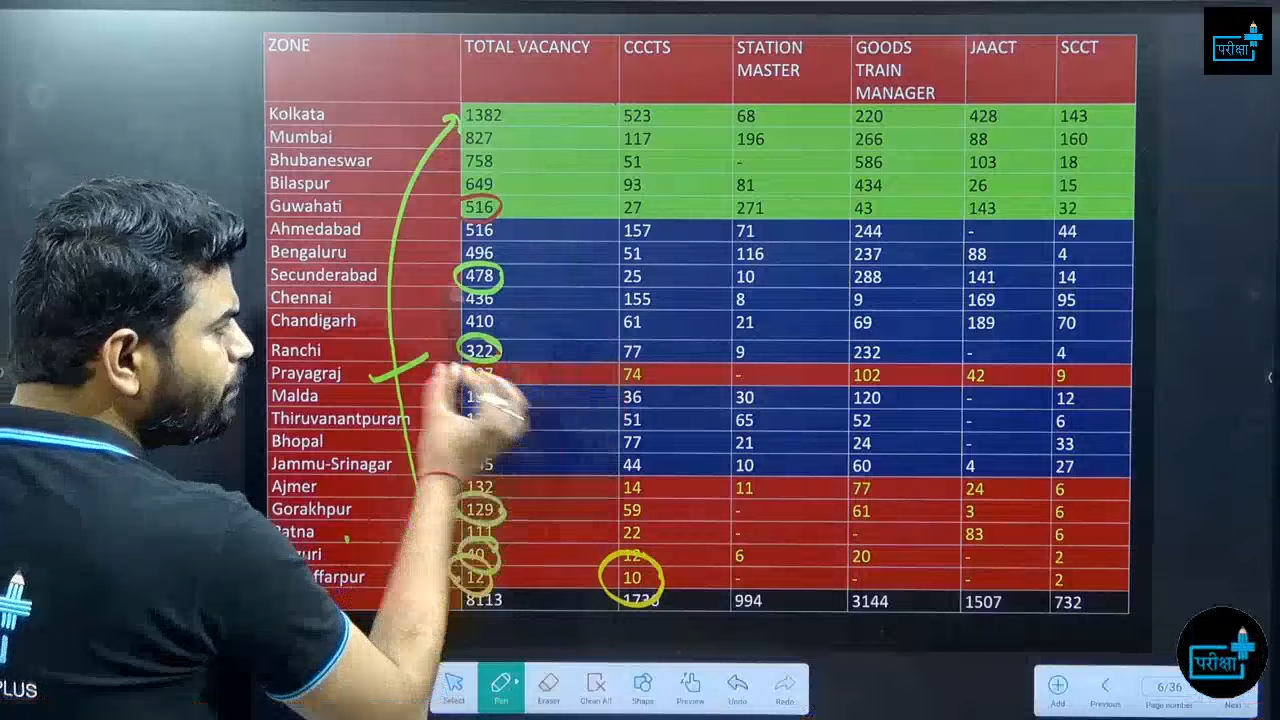 परीक्षा
ZONE TOTAL VACANCY CCCTS STATION MASTER GOODS TRAIN MANAGER JAACT SCCT
Kolkata 1382 523 68 220 428 143
Mumbai 827 117 196 266 88 160
Bhubaneswar 758 51 - 586 103 18
Bilaspur 649 93 81 434 26 15
Guwahati 516 27 271 43 143 32
Ahmedabad 516 157 71 244 - 44
Bengaluru 496 51 116 237 88 4
Secunderabad 478 25 10 288 141 14
Chennai 436 155 8 9 169 95
Chandigarh 410 61 21 69 189 70
Ranchi 322 77 9 232 - 4
Prayagraj 74 - 102 42 9
Malda 36 30 120 - 12
Thiruvanantpuram 51 65 52 - 6
Bhopal 77 21 24 - 33
Jammu-Srinagar 44 10 60 4 27
Ajmer 132 14 11 77 24 6
Gorakhpur 129 59 - 61 3 6
Patna 111 22 - - 83 6
40 12 6 20 - 2
12 10 - - - 2
8113 1736 994 3144 1507 732
परीक्षा
PLUS
Select Pen Eraser Clean All Shape Preview Undo Redo
Add Previous 6/36 Page number Next